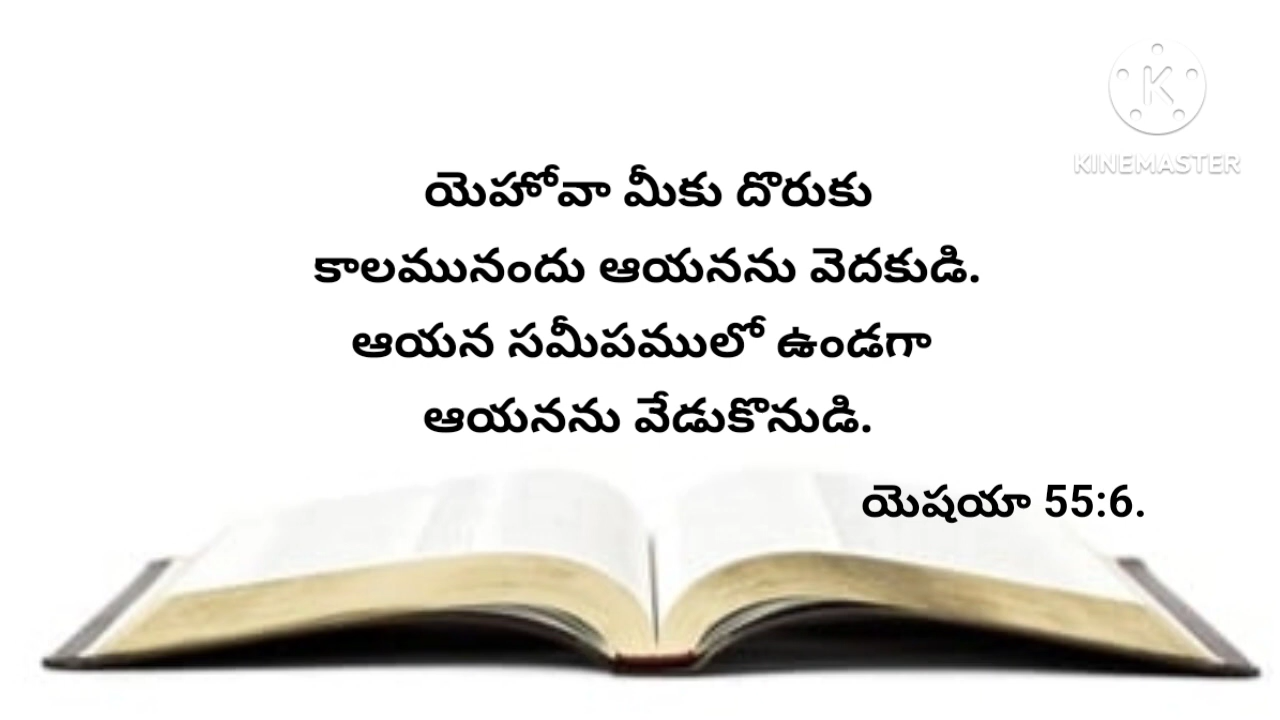 KINEMASTER
యెహోవా మీకు దొరుకు
కాలమునందు ఆయనను వెదకుడి.
ఆయన సమీపములో ఉండగా
ఆయనను వేడుకొనుడి.
యెషయా 55:6.